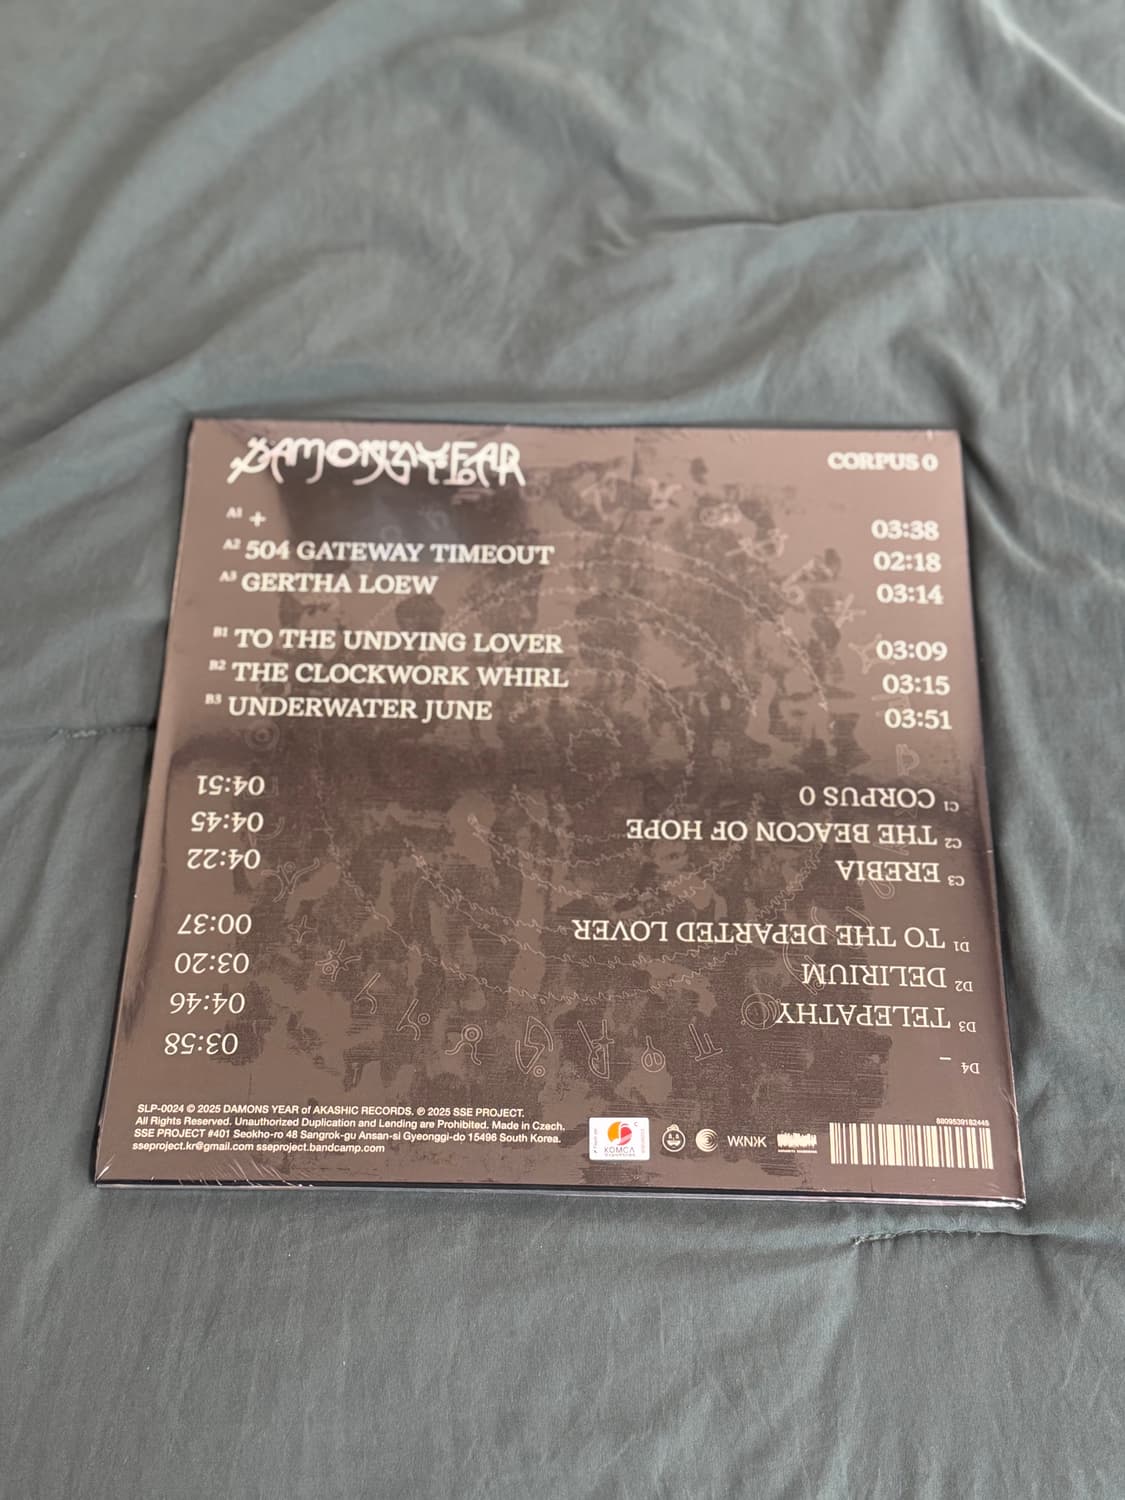 DAMONS YEAR
CORPUS 0
A1 + 03:38
A2 504 GATEWAY TIMEOUT 02:18
A3 GERTHA LOEW 03:14
B1 TO THE UNDYING LOVER 03:09
B2 THE CLOCKWORK WHIRL 03:15
B3 UNDERWATER JUNE 03:51
C1 CORPUS 0 04:51
C2 THE BEACON OF HOPE 04:45
C3 EREBIA 04:22
D1 TO THE DEPARTED LOVER 00:37
D2 DELIRIUM 03:20
D3 TELEPATHY 04:46
D4 – 03:58
SLP-0024 © 2025 DAMONS YEAR of AKASHIC RECORDS. ℗ 2025 SSE PROJECT.
All Rights Reserved. Unauthorized Duplication and Lending are Prohibited. Made in Czech.
SSE PROJECT #401 Seokho-ro 48 Sangrok-gu Ansan-si Gyeonggi-do 15496 South Korea.
sseproject.kr@gmail.com sseproject.bandcamp.com
KOMCA
8809539182445